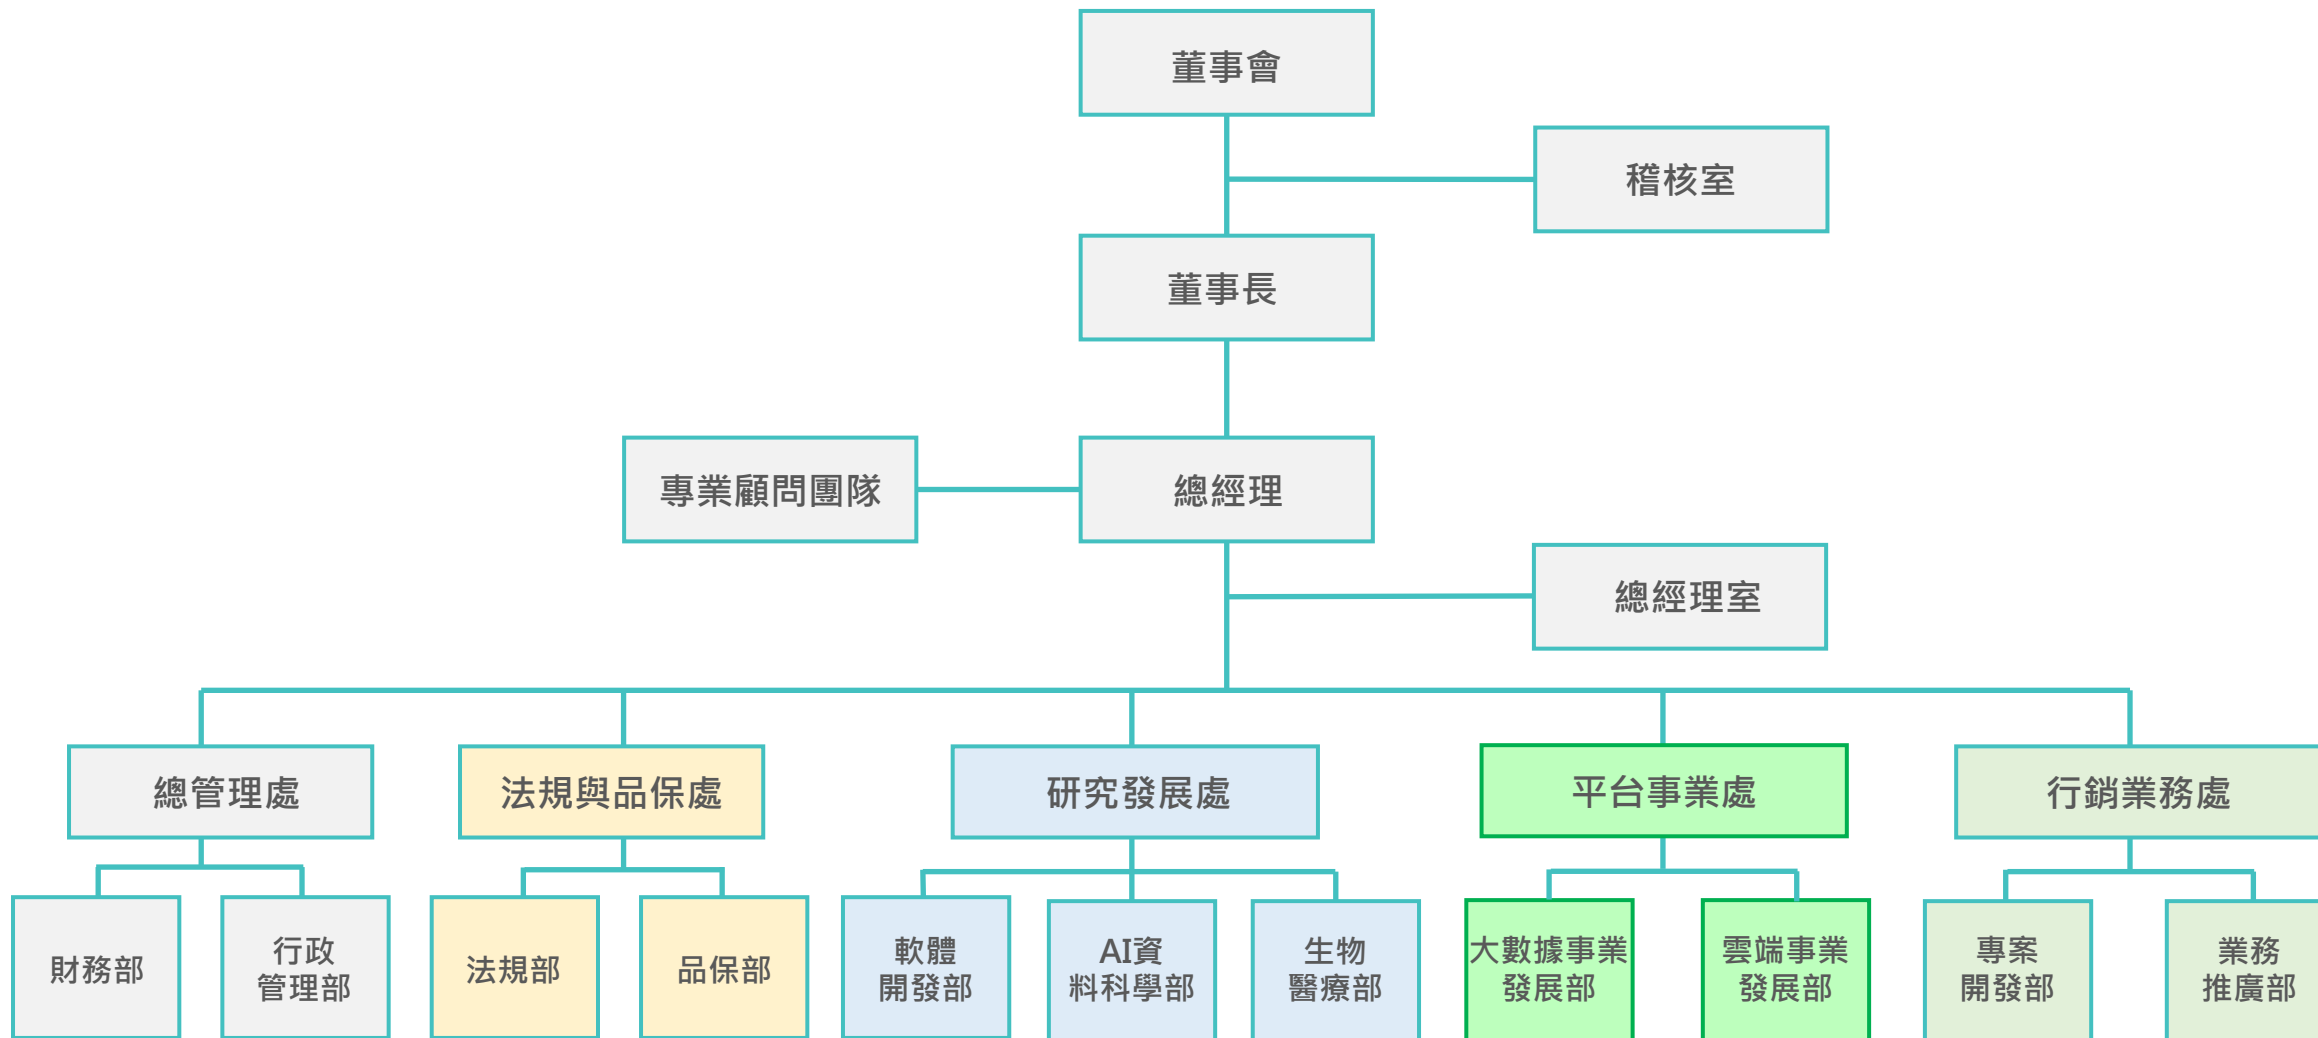 董事會
稽核室
董事長
專業顧問團隊
總經理
總經理室
總管理處
法規與品保處
研究發展處
平台事業處
行銷業務處
財務部
行政
管理部
法規部
品保部
軟體
開發部
AI資
料科學部
生物
醫療部
大數據事業
發展部
雲端事業
發展部
專案
開發部
業務
推廣部